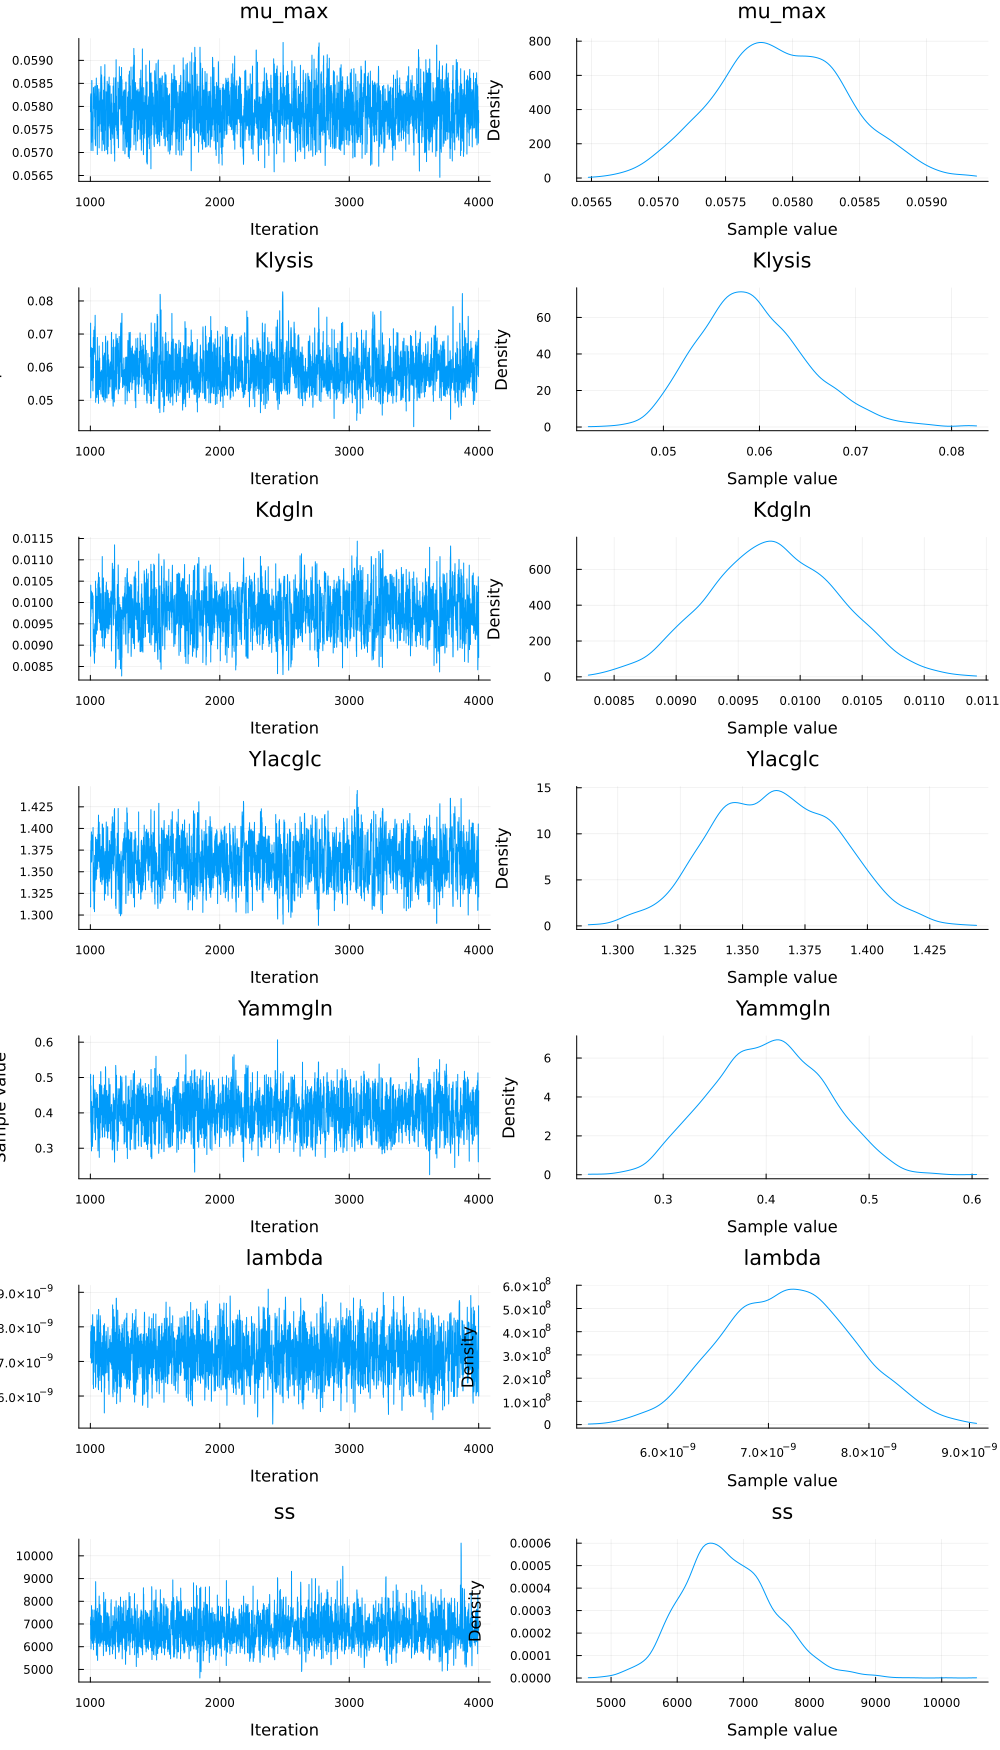 mu_max mu_max
0.0590
0.0585
0.0580
0.0575
0.0570
0.0565
1000 2000 3000 4000
Iteration
Density
800
600
400
200
0
0.0565 0.0570 0.0575 0.0580 0.0585 0.0590
Sample value
Klysis Klysis
0.08
0.07
0.06
0.05
1000 2000 3000 4000
Iteration
Density
60
40
20
0
0.05 0.06 0.07 0.08
Sample value
Kdgln Kdgln
0.0115
0.0110
0.0105
0.0100
0.0095
0.0090
0.0085
1000 2000 3000 4000
Iteration
Density
600
400
200
0
0.0085 0.0090 0.0095 0.0100 0.0105 0.0110 0.011
Sample value
Ylacglc Ylacglc
1.425
1.400
1.375
1.350
1.325
1.300
1000 2000 3000 4000
Iteration
Density
15
10
5
0
1.300 1.325 1.350 1.375 1.400 1.425
Sample value
Yammgln Yammgln
Sample value
0.6
0.5
0.4
0.3
1000 2000 3000 4000
Iteration
Density
6
4
2
0
0.3 0.4 0.5 0.6
Sample value
lambda lambda
9.0×10⁻⁹
8.0×10⁻⁹
7.0×10⁻⁹
6.0×10⁻⁹
1000 2000 3000 4000
Iteration
Density
6.0×10⁸
5.0×10⁸
4.0×10⁸
3.0×10⁸
2.0×10⁸
1.0×10⁸
0
6.0×10⁻⁹ 7.0×10⁻⁹ 8.0×10⁻⁹ 9.0×10⁻⁹
Sample value
ss ss
10000
9000
8000
7000
6000
5000
1000 2000 3000 4000
Iteration
Density
0.0006
0.0005
0.0004
0.0003
0.0002
0.0001
0.0000
5000 6000 7000 8000 9000 10000
Sample value